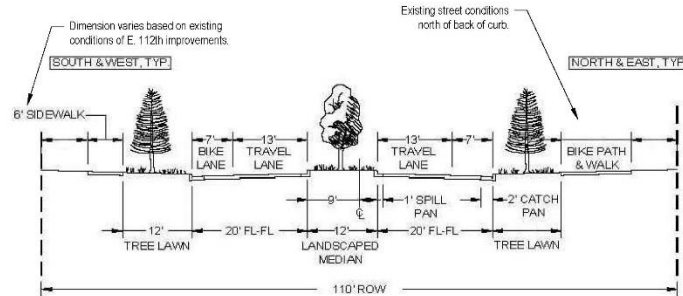 Dimension varies based on existing
conditions of E. 112th improvements.
Existing street conditions
north of back of curb.
SOUTH & WEST, TYP.
NORTH & EAST, TYP.
6' SIDEWALK
7'
BIKE
LANE
13'
TRAVEL
LANE
13'
TRAVEL
LANE
7'
BIKE PATH
& WALK
9'
CL
1' SPILL
PAN
2' CATCH
PAN
12'
TREE LAWN
20' FL-FL
12'
LANDSCAPED
MEDIAN
20' FL-FL
TREE LAWN
110' ROW